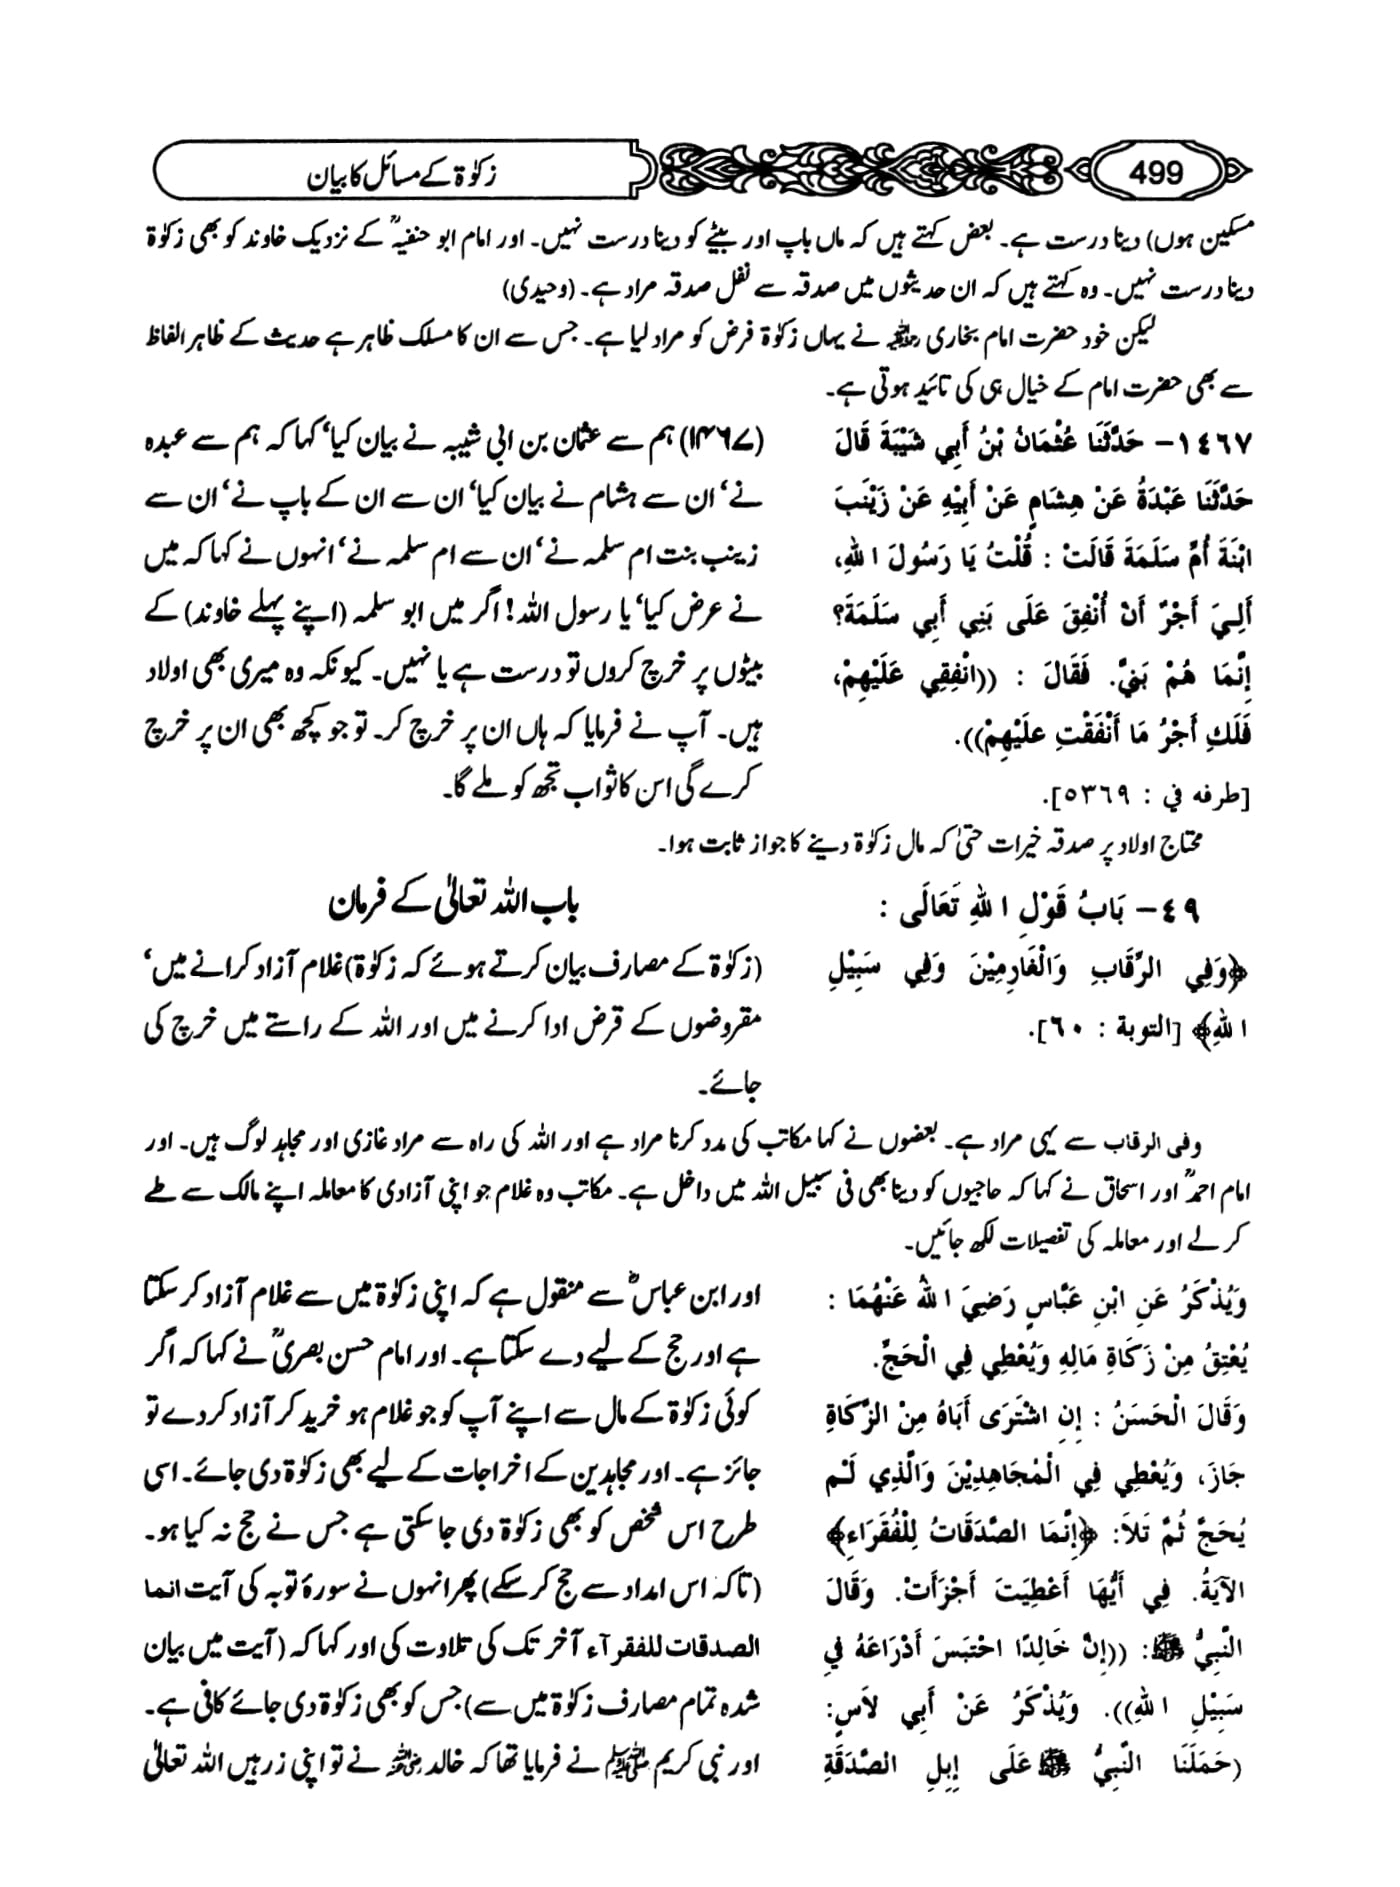 499
زکوٰۃ کے مسائل کا بیان
مسکین ہوں) دینا درست ہے۔ بعض کہتے ہیں کہ ماں باپ اور بیٹے کو دینا درست نہیں۔ اور امام ابو حنیفہؒ کے نزدیک خاوند کو بھی زکوٰۃ
دینا درست نہیں۔ وہ کہتے ہیں کہ ان حدیثوں میں صدقہ سے نفل صدقہ مراد ہے۔ (وحیدی)
لیکن خود حضرت امام بخاری رحمۃ اللہ علیہ نے یہاں زکوٰۃ فرض کو مراد لیا ہے۔ جس سے ان کا مسلک ظاہر ہے حدیث کے ظاہر الفاظ
سے بھی حضرت امام کے خیال ہی کی تائید ہوتی ہے۔
١٤٦٧– حَدَّثَنَا عُثْمَانُ بْنُ أَبِي شَيْبَةَ قَالَ
حَدَّثَنَا عَبْدَةُ عَنْ هِشَامٍ عَنْ أَبِيْهِ عَنْ زَيْنَبَ
ابْنَةَ أُمِّ سَلَمَةَ قَالَتْ : قُلْتُ يَا رَسُولَ اللهِ،
أَلِيَ أَجْرٌ أَنْ أُنْفِقَ عَلَى بَنِي أَبِي سَلَمَةَ؟
إِنَّمَا هُمْ بَنِيَّ. فَقَالَ : ((أَنْفِقِي عَلَيْهِمْ،
فَلَكِ أَجْرُ مَا أَنْفَقْتِ عَلَيْهِمْ)).
[طرفه في : ٥٣٦٩].
(۱۴۶۷) ہم سے عثمان بن ابی شیبہ نے بیان کیا‘ کہا کہ ہم سے عبدہ
نے‘ ان سے ہشام نے بیان کیا‘ ان سے ان کے باپ نے‘ ان سے
زینب بنت ام سلمہ نے‘ ان سے ام سلمہ نے‘ انہوں نے کہا کہ میں
نے عرض کیا‘ یا رسول اللہ! اگر میں ابو سلمہ (اپنے پہلے خاوند) کے
بیٹوں پر خرچ کروں تو درست ہے یا نہیں۔ کیونکہ وہ میری بھی اولاد
ہیں۔ آپ نے فرمایا کہ ہاں ان پر خرچ کر۔ تو جو کچھ بھی ان پر خرچ
کرے گی اس کا ثواب تجھ کو ملے گا۔
محتاج اولاد پر صدقہ خیرات حتیٰ کہ مال زکوٰۃ دینے کا جواز ثابت ہوا۔
٤٩– بَابُ قَوْلِ اللهِ تَعَالَى :
﴿وَفِي الرِّقَابِ وَالْغَارِمِيْنَ وَفِي سَبِيْلِ
اللهِ﴾ [التوبة : ٦٠].
باب اللہ تعالیٰ کے فرمان
(زکوٰۃ کے مصارف بیان کرتے ہوئے کہ زکوٰۃ) غلام آزاد کرانے میں‘
مقروضوں کے قرض ادا کرنے میں اور اللہ کے راستے میں خرچ کی
جائے۔
وفی الرقاب سے یہی مراد ہے۔ بعضوں نے کہا مکاتب کی مدد کرنا مراد ہے اور اللہ کی راہ سے مراد غازی اور مجاہد لوگ ہیں۔ اور
امام احمدؒ اور اسحاق نے کہا کہ حاجیوں کو دینا بھی فی سبیل اللہ میں داخل ہے۔ مکاتب وہ غلام جو اپنی آزادی کا معاملہ اپنے مالک سے طے
کر لے اور معاملہ کی تفصیلات لکھ جائیں۔
وَيُذْكَرُ عَنِ ابْنِ عَبَّاسٍ رَضِيَ اللهُ عَنْهُمَا :
يُعْتِقُ مِنْ زَكَاةِ مَالِهِ وَيُعْطِي فِي الْحَجِّ.
وَقَالَ الْحَسَنُ : إِنِ اشْتَرَى أَبَاهُ مِنَ الزَّكَاةِ
جَازَ، وَيُعْطِي فِي الْمُجَاهِدِيْنَ وَالَّذِي لَمْ
يُحَجَّ ثُمَّ تَلاَ: ﴿إِنَّمَا الصَّدَقَاتُ لِلْفُقَرَاءِ﴾
الآيَةُ. فِي أَيِّهَا أَعْطِيَتَ أَجْزَأَتْ. وَقَالَ
النَّبِيُّ ﷺ: ((إِنَّ خَالِدًا احْتَبَسَ أَدْرَاعَهُ فِي
سَبِيْلِ اللهِ)). وَيُذْكَرُ عَنْ أَبِي لاَسٍ:
(حَمَلَنَا النَّبِيُّ ﷺ عَلَى إِبِلِ الصَّدَقَةِ
اور ابن عباسؓ سے منقول ہے کہ اپنی زکوٰۃ میں سے غلام آزاد کر سکتا
ہے اور حج کے لیے دے سکتا ہے۔ اور امام حسن بصریؒ نے کہا کہ اگر
کوئی زکوٰۃ کے مال سے اپنے آپ کو جو غلام ہو خرید کر آزاد کردے تو
جائز ہے۔ اور مجاہدین کے اخراجات کے لیے بھی زکوٰۃ دی جائے۔ اسی
طرح اس شخص کو بھی زکوٰۃ دی جا سکتی ہے جس نے حج نہ کیا ہو۔
(تاکہ اس امداد سے حج کر سکے) پھر انہوں نے سورۂ توبہ کی آیت انما
الصدقات للفقرآء آخر تک کی تلاوت کی اور کہا کہ (آیت میں بیان
شدہ تمام مصارف زکوٰۃ میں سے) جس کو بھی زکوٰۃ دی جائے کافی ہے۔
اور نبی کریم ﷺ نے فرمایا تھا کہ خالد رضی اللہ عنہ نے تو اپنی زرہیں اللہ تعالیٰ